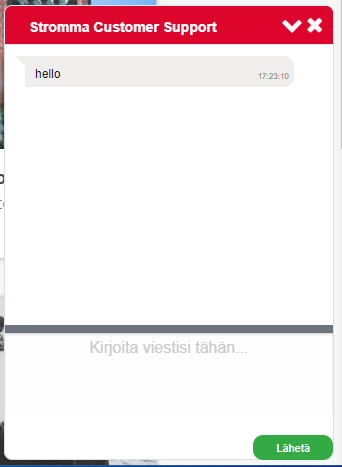 Stromma Customer Support
hello
17:23:10
Kirjoita viestisi tähän...
Lähetä